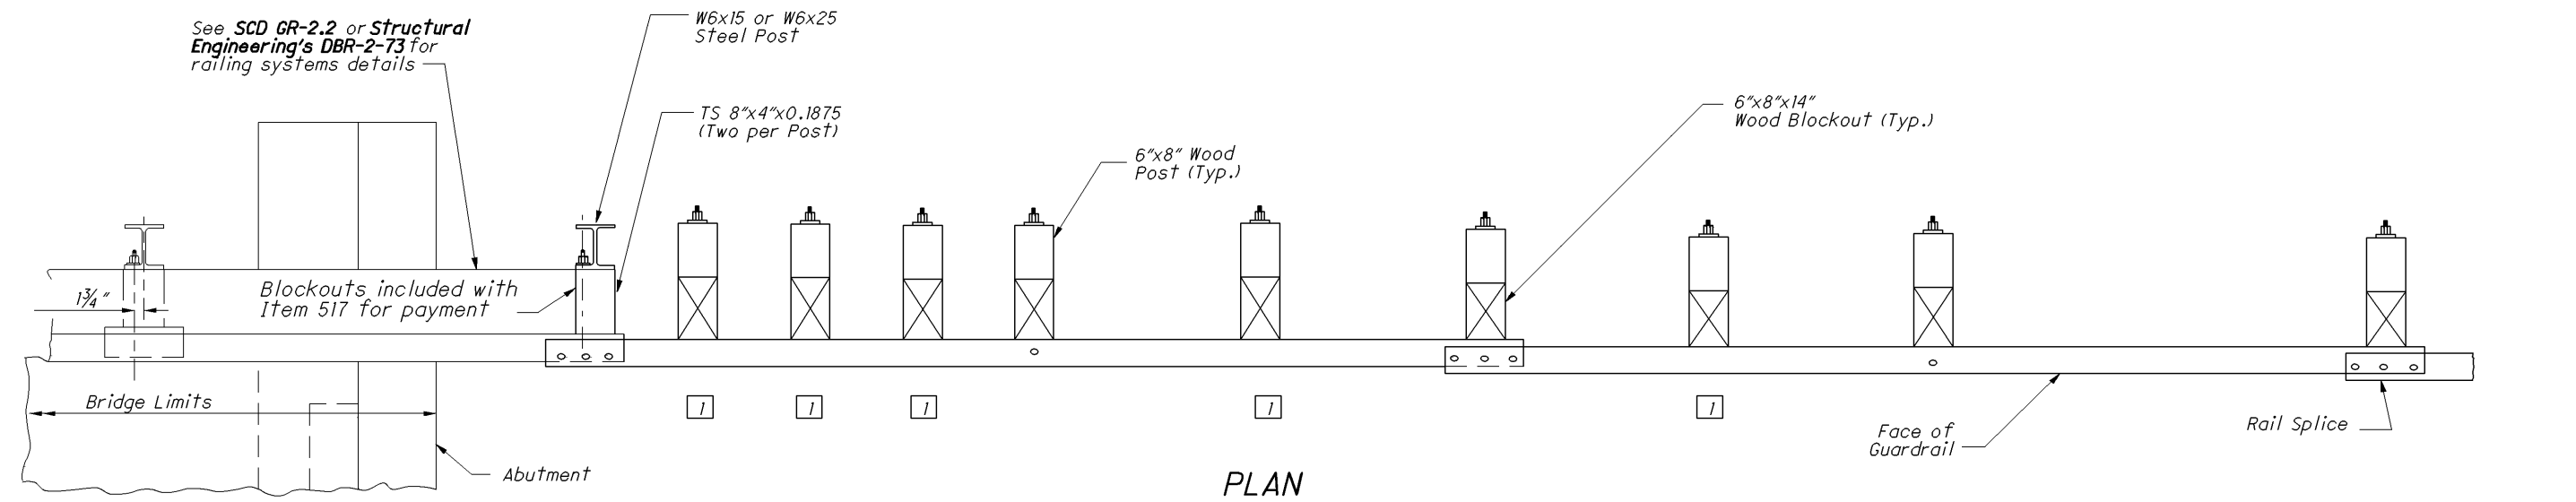 See SCD GR-2.2 or Structural
Engineering's DBR-2-73 for
railing systems details
W6x15 or W6x25
Steel Post
TS 8"x4"x0.1875
(Two per Post)
6"x8" Wood
Post (Typ.)
6"x8"x14"
Wood Blockout (Typ.)
1¾"
Blockouts included with
Item 517 for payment
Bridge Limits
1 1 1 1 1
Face of
Guardrail
Rail Splice
Abutment
PLAN